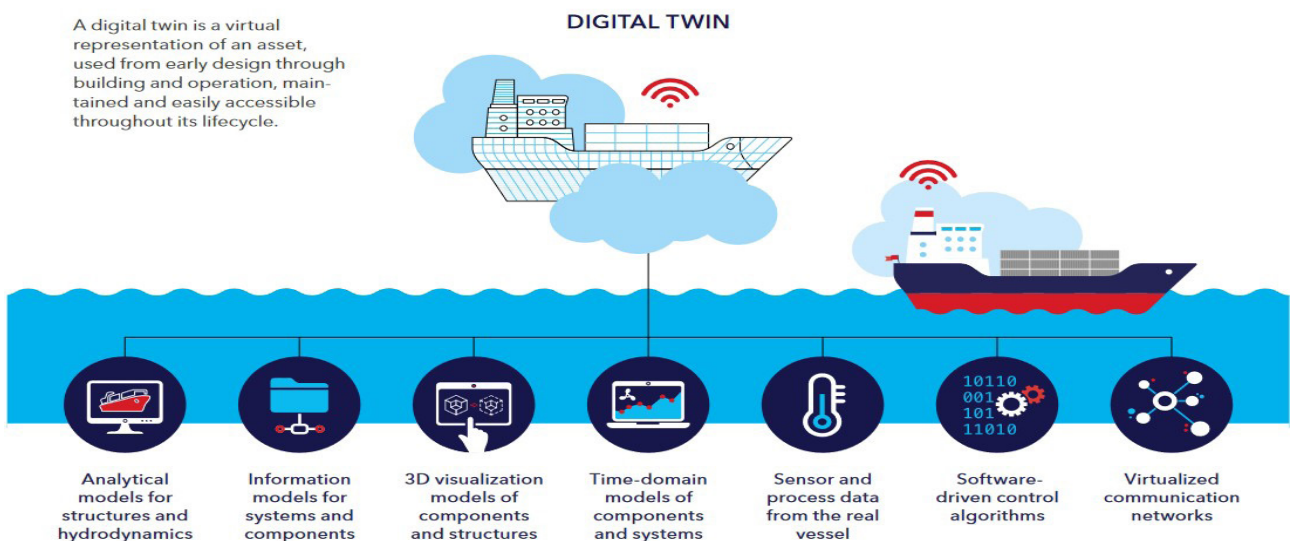 A digital twin is a virtual
representation of an asset,
used from early design through
building and operation, main-
tained and easily accessible
throughout its lifecycle.
DIGITAL TWIN
10110
001
101
11010
Analytical
models for
structures and
hydrodynamics
Information
models for
systems and
components
3D visualization
models of
components
and structures
Time-domain
models of
components
and systems
Sensor and
process data
from the real
vessel
Software-
driven control
algorithms
Virtualized
communication
networks